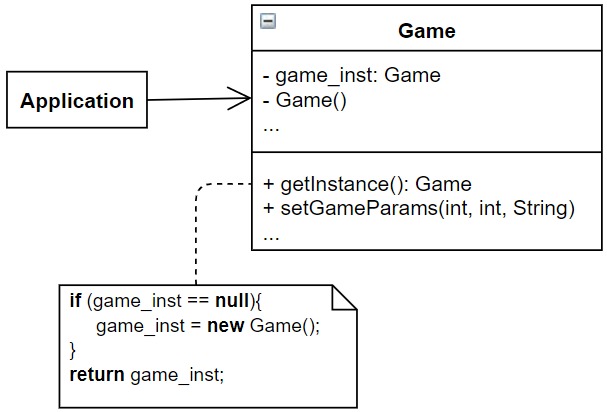 Game
Application
- game_inst: Game
- Game()
...
+ getInstance(): Game
+ setGameParams(int, int, String)
...
if (game_inst == null){
game_inst = new Game();
}
return game_inst;